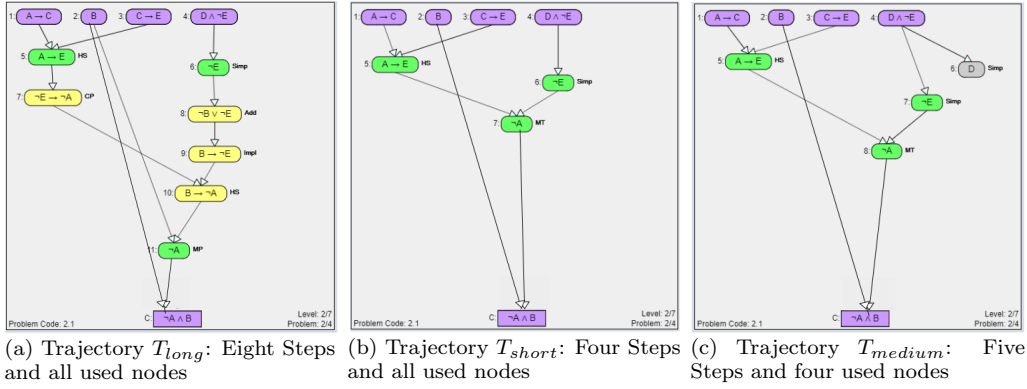 1: A → C
2: B
3: C → E
4: D ∧ ¬E
5: A → E HS
6: ¬E Simp
7: ¬E → ¬A CP
8: ¬B ∨ ¬E Add
9: B → ¬E Impl
10: B → ¬A HS
11: ¬A MP
C: ¬A ∧ B
Problem Code: 2.1
Level: 2/7
Problem: 2/4
(a) Trajectory Tlong: Eight Steps
and all used nodes
1: A → C
2: B
3: C → E
4: D ∧ ¬E
5: A → E HS
6: ¬E Simp
7: ¬A MT
C: ¬A ∧ B
Problem Code: 2.1
Level: 2/7
Problem: 2/4
(b) Trajectory Tshort: Four Steps
and all used nodes
1: A → C
2: B
3: C → E
4: D ∧ ¬E
5: A → E HS
6: D Simp
7: ¬E Simp
8: ¬A MT
C: ¬A ∧ B
Problem Code: 2.1
Level: 2/7
Problem: 2/4
(c) Trajectory Tmedium: Five
Steps and four used nodes